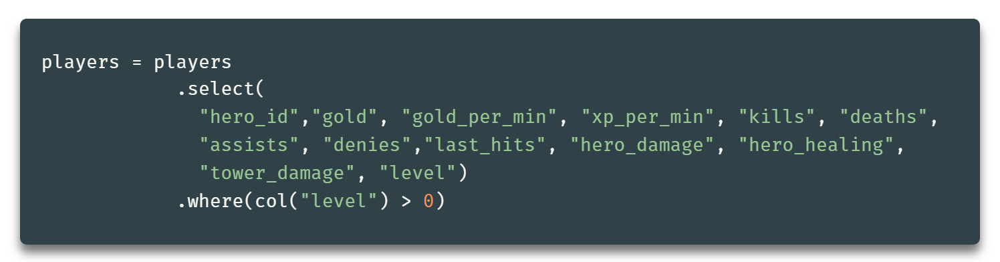 players = players
.select(
"hero_id","gold", "gold_per_min", "xp_per_min", "kills", "deaths",
"assists", "denies","last_hits", "hero_damage", "hero_healing",
"tower_damage", "level")
.where(col("level") > 0)